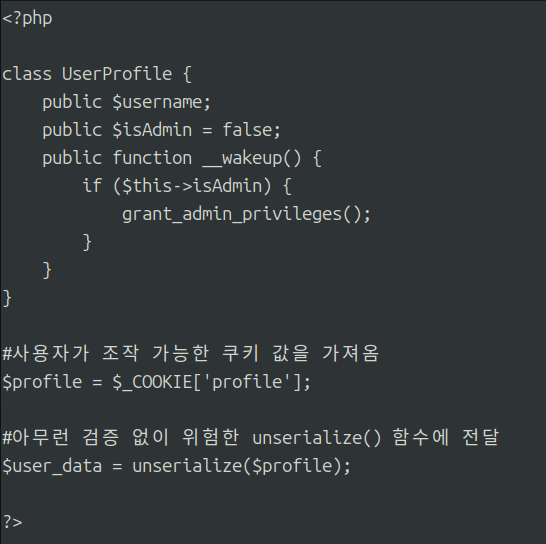 <?php
class UserProfile {
    public $username;
    public $isAdmin = false;
    public function __wakeup() {
        if ($this->isAdmin) {
            grant_admin_privileges();
        }
    }
}
#사용자가 조작 가능한 쿠키 값을 가져옴
$profile = $_COOKIE['profile'];
#아무런 검증 없이 위험한 unserialize() 함수에 전달
$user_data = unserialize($profile);
?>